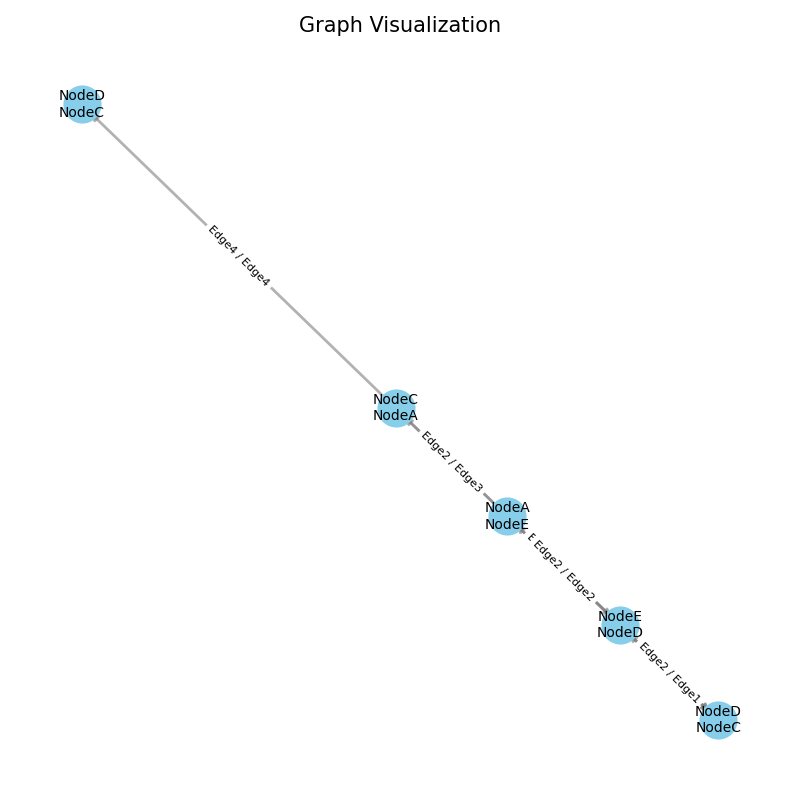 Graph Visualization
NodeD
NodeC
Edge4 / Edge4
NodeC
NodeA
Edge2 / Edge3
NodeA
NodeE
Edge2 / Edge2
NodeE
NodeD
Edge2 / Edge1
NodeD
NodeC